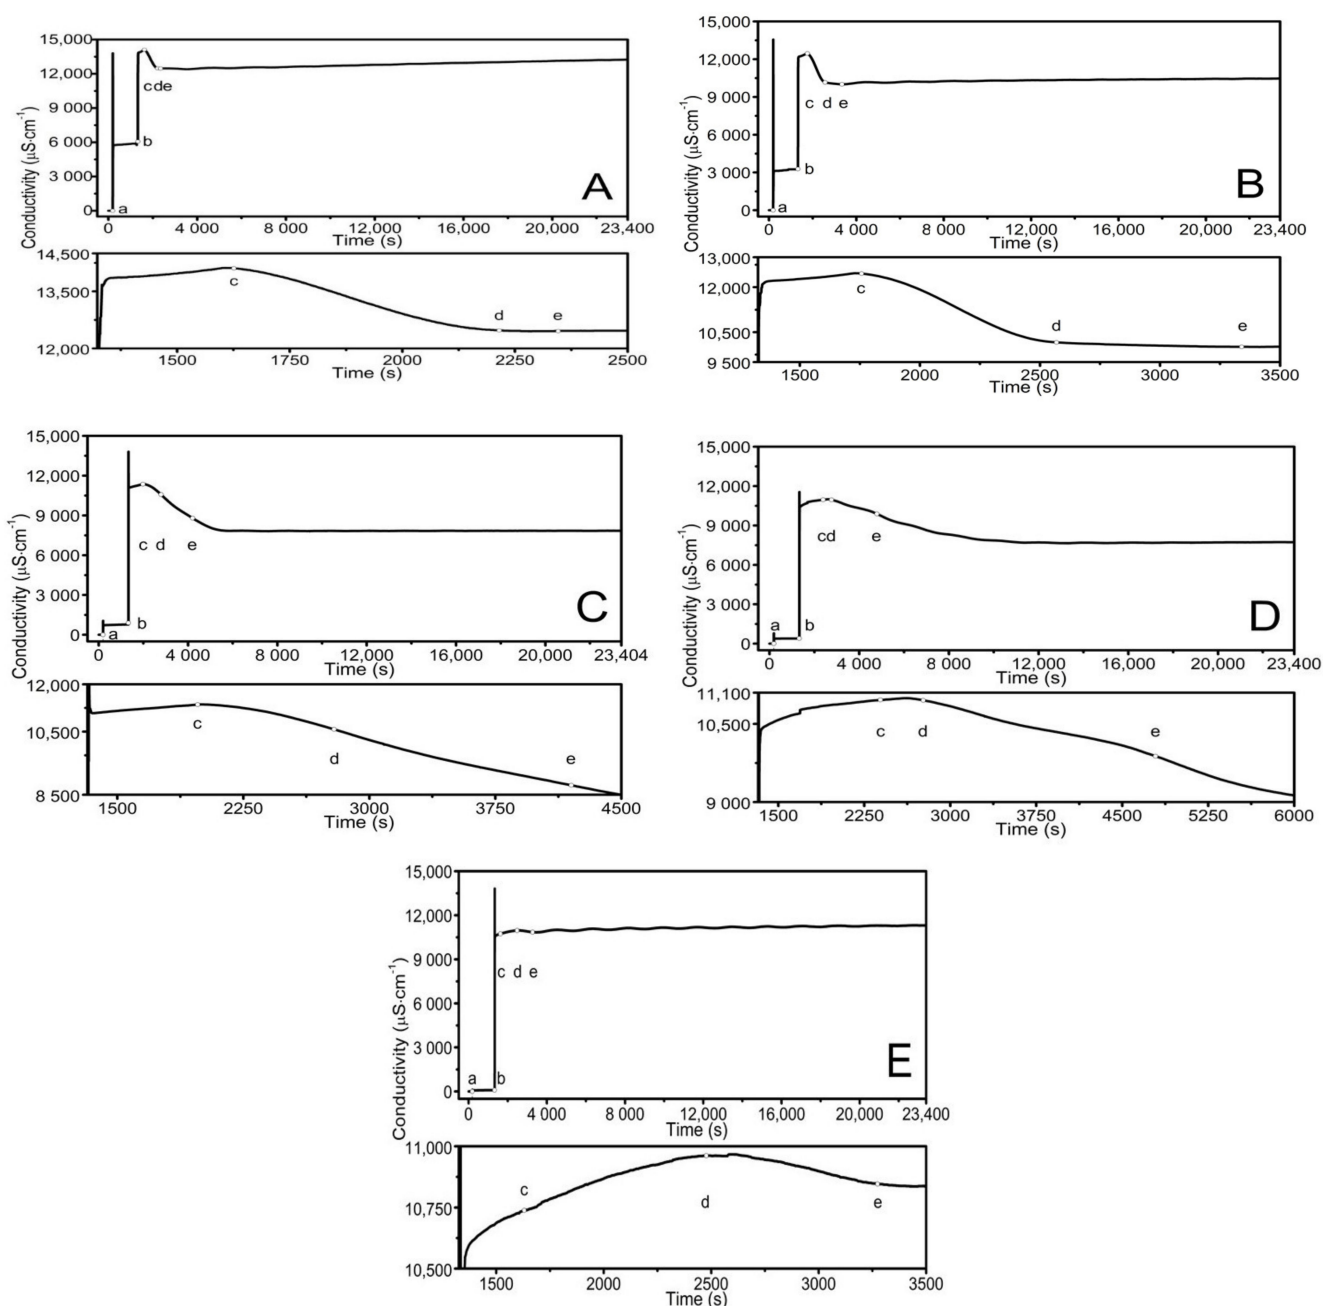 15,000
12,000
9 000
6 000
3 000
0
Conductivity (µS·cm⁻¹)
a
b
c d e
A
0 4 000 8 000 12,000 16,000 20,000 23,400
Time (s)
14,500
13,500
12,000
c
d
e
1500 1750 2000 2250 2500
Time (s)
15,000
12,000
9 000
6 000
3 000
0
Conductivity (µS·cm⁻¹)
a
b
c d e
B
0 4 000 8 000 12,000 16,000 20,000 23,400
Time (s)
13,000
12,000
10,500
9 500
c
d
e
1500 2000 2500 3000 3500
Time (s)
15,000
12,000
9 000
6 000
3 000
0
Conductivity (µS·cm⁻¹)
a
b
c d e
C
0 4 000 8 000 12,000 16,000 20,000 23,404
Time (s)
12,000
10,500
8 500
c
d
e
1500 2250 3000 3750 4500
Time (s)
15,000
12,000
9 000
6 000
3 000
0
Conductivity (µS·cm⁻¹)
a
b
cd e
D
0 4 000 8 000 12,000 16,000 20,000 23,400
Time (s)
11,100
10,500
9 000
c
d
e
1500 2250 3000 3750 4500 5250 6000
Time (s)
15,000
12,000
9 000
6 000
3 000
0
Conductivity (µS·cm⁻¹)
a
b
c d e
E
0 4 000 8 000 12,000 16,000 20,000 23,400
Time (s)
11,000
10,750
10,500
c
d
e
1500 2000 2500 3000 3500
Time (s)